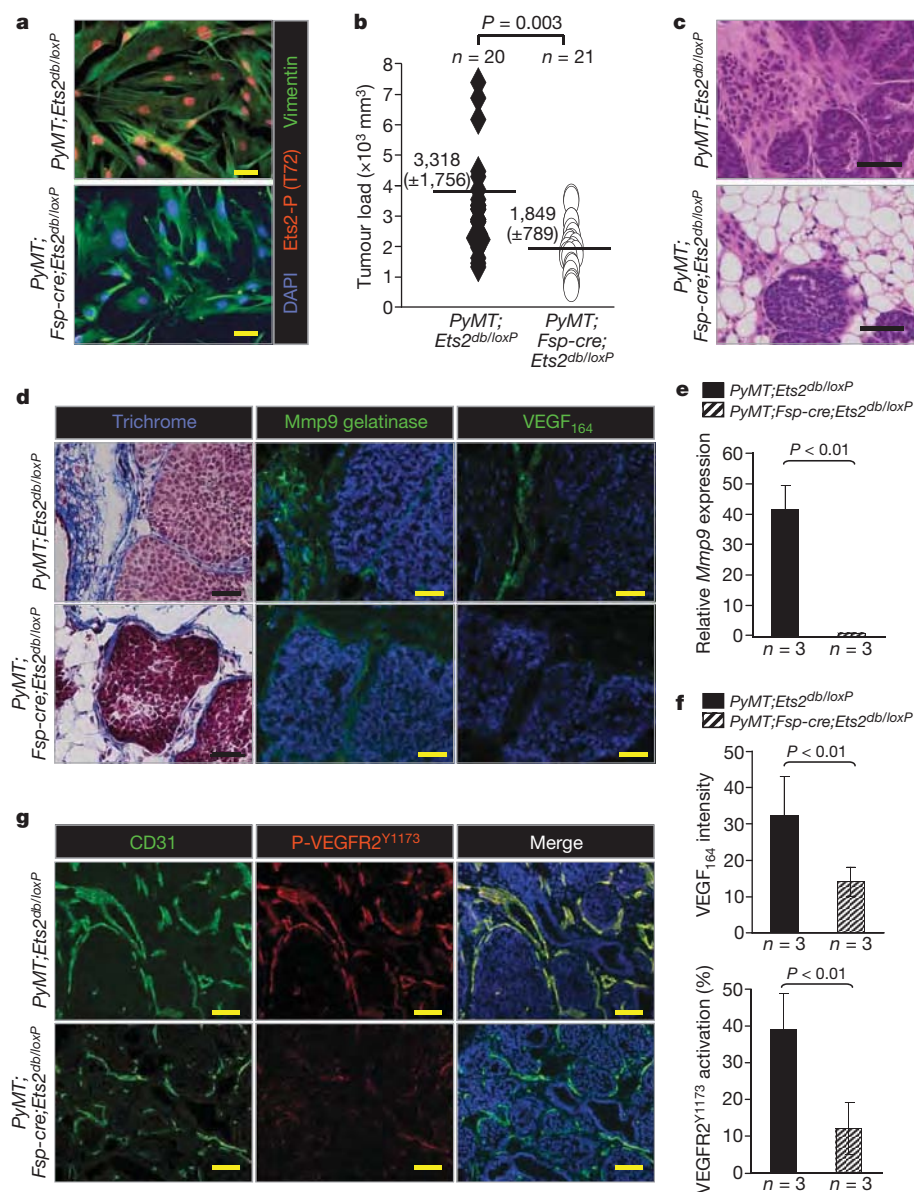 a
PyMT;Ets2db/loxP
PyMT;
Fsp-cre;Ets2db/loxP
DAPI Ets2-P (T72) Vimentin
b
P = 0.003
n = 20 n = 21
Tumour load (×10³ mm³)
8
7
6
5
4
3
2
1
0
3,318
(±1,756)
1,849
(±789)
PyMT;
Ets2db/loxP
PyMT;
Fsp-cre;
Ets2db/loxP
c
PyMT;Ets2db/loxP
PyMT;
Fsp-cre;Ets2db/loxP
d
Trichrome Mmp9 gelatinase VEGF₁₆₄
PyMT;Ets2db/loxP
PyMT;
Fsp-cre;Ets2db/loxP
e
PyMT;Ets2db/loxP
PyMT;Fsp-cre;Ets2db/loxP
Relative Mmp9 expression
60
50
40
30
20
10
0
P < 0.01
n = 3 n = 3
f
PyMT;Ets2db/loxP
PyMT;Fsp-cre;Ets2db/loxP
VEGF₁₆₄ intensity
50
40
30
20
10
0
P < 0.01
n = 3 n = 3
VEGFR2Y1173 activation (%)
50
40
30
20
10
0
P < 0.01
n = 3 n = 3
g
CD31 P-VEGFR2Y1173 Merge
PyMT;Ets2db/loxP
PyMT;
Fsp-cre;Ets2db/loxP